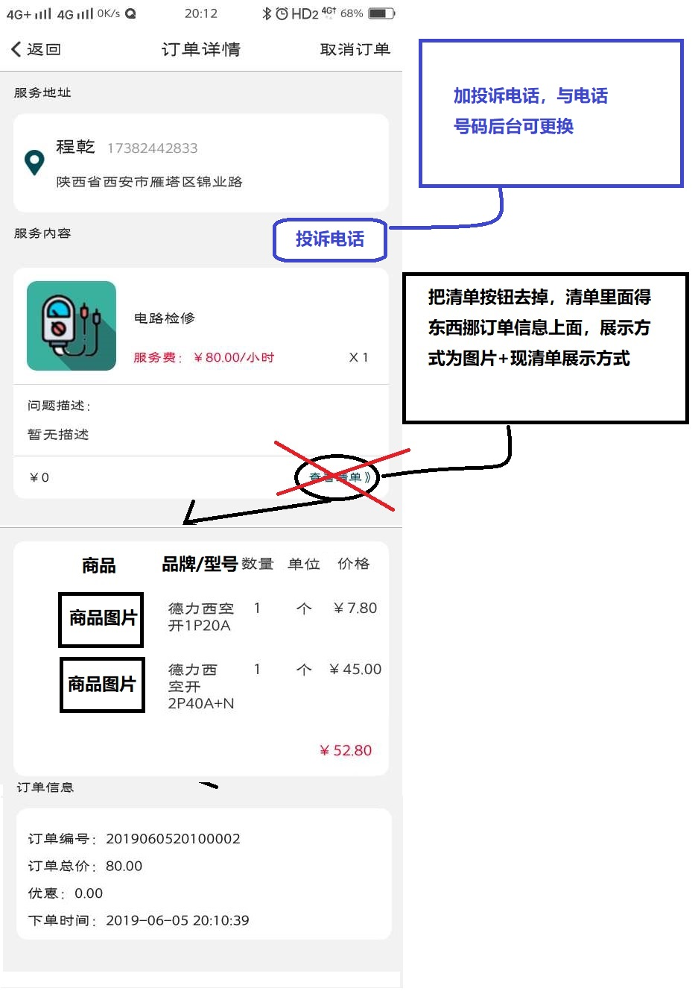 4G+ 4G 0K/s 20:12 HD2 4G† 68%
返回 订单详情 取消订单
服务地址
程乾 17382442833
陕西省西安市雁塔区锦业路
加投诉电话，与电话
号码后台可更换
服务内容
投诉电话
电路检修
服务费：￥80.00/小时 X 1
把清单按钮去掉，清单里面得
东西挪订单信息上面，展示方
式为图片+现清单展示方式
问题描述：
暂无描述
￥0 查看清单》
商品 品牌/型号 数量 单位 价格
商品图片
德力西空 1 个 ￥7.80
开1P20A
商品图片
德力西 1 个 ￥45.00
空开
2P40A+N
￥52.80
订单信息
订单编号：2019060520100002
订单总价：80.00
优惠：0.00
下单时间：2019-06-05 20:10:39